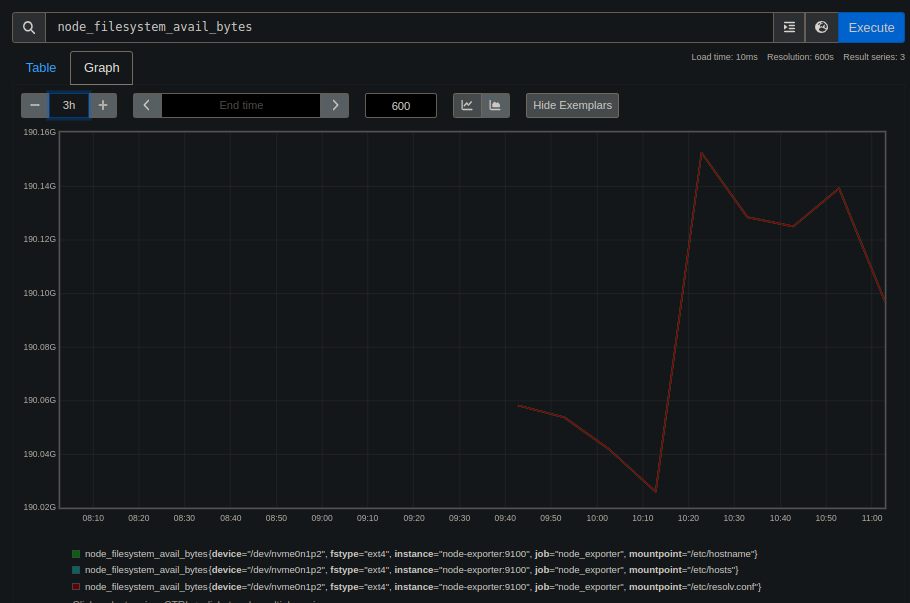 node_filesystem_avail_bytes
Execute
Load time: 10ms Resolution: 600s Result series: 3
Table Graph
3h End time 600 Hide Exemplars
190.16G
190.14G
190.12G
190.10G
190.08G
190.06G
190.04G
190.02G
08:10 08:20 08:30 08:40 08:50 09:00 09:10 09:20 09:30 09:40 09:50 10:00 10:10 10:20 10:30 10:40 10:50 11:00
node_filesystem_avail_bytes{device="/dev/nvme0n1p2", fstype="ext4", instance="node-exporter:9100", job="node_exporter", mountpoint="/etc/hostname"}
node_filesystem_avail_bytes{device="/dev/nvme0n1p2", fstype="ext4", instance="node-exporter:9100", job="node_exporter", mountpoint="/etc/hosts"}
node_filesystem_avail_bytes{device="/dev/nvme0n1p2", fstype="ext4", instance="node-exporter:9100", job="node_exporter", mountpoint="/etc/resolv.conf"}